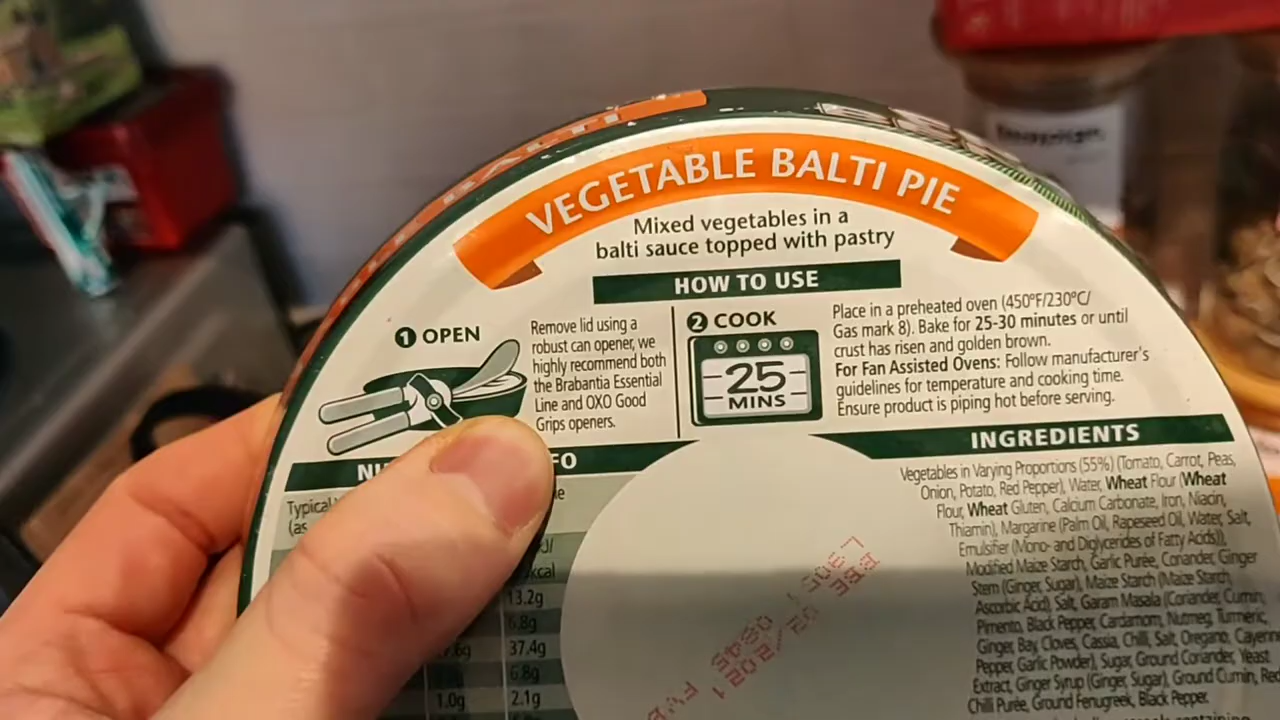 BALTI
VEGETABLE BALTI PIE
Mixed vegetables in a
balti sauce topped with pastry
HOW TO USE
1 OPEN
Remove lid using a
robust can opener, we
highly recommend both
the Brabantia Essential
Line and OXO Good
Grips openers.
2 COOK
25
MINS
Place in a preheated oven (450°F/230°C/
Gas mark 8). Bake for 25-30 minutes or until
crust has risen and golden brown.
For Fan Assisted Ovens: Follow manufacturer's
guidelines for temperature and cooking time.
Ensure product is piping hot before serving.
FO
Typical
(as
kcal
13.2g
6.8g
37.4g
6.8g
1.0g
2.1g
INGREDIENTS
Vegetables in Varying Proportions (55%) (Tomato, Carrot, Peas,
Onion, Potato, Red Pepper), Water, Wheat Flour (Wheat
Flour, Wheat Gluten, Calcium Carbonate, Iron, Niacin,
Thiamin), Margarine (Palm Oil, Rapeseed Oil, Water, Salt,
Emulsifier (Mono- and Diglycerides of Fatty Acids)),
Modified Maize Starch, Garlic Purée, Coriander, Ginger
Stem (Ginger, Sugar), Maize Starch (Maize Starch,
Ascorbic Acid), Salt, Garam Masala (Coriander, Cumin,
Pimento, Black Pepper, Cardamom, Nutmeg, Turmeric,
Ginger, Bay, Cloves, Cassia, Chilli, Salt, Oregano, Cayenne
Pepper, Garlic Powder), Sugar, Ground Coriander, Yeast
Extract, Ginger Syrup (Ginger, Sugar), Ground Cumin, Red
Chilli Purée, Ground Fenugreek, Black Pepper.